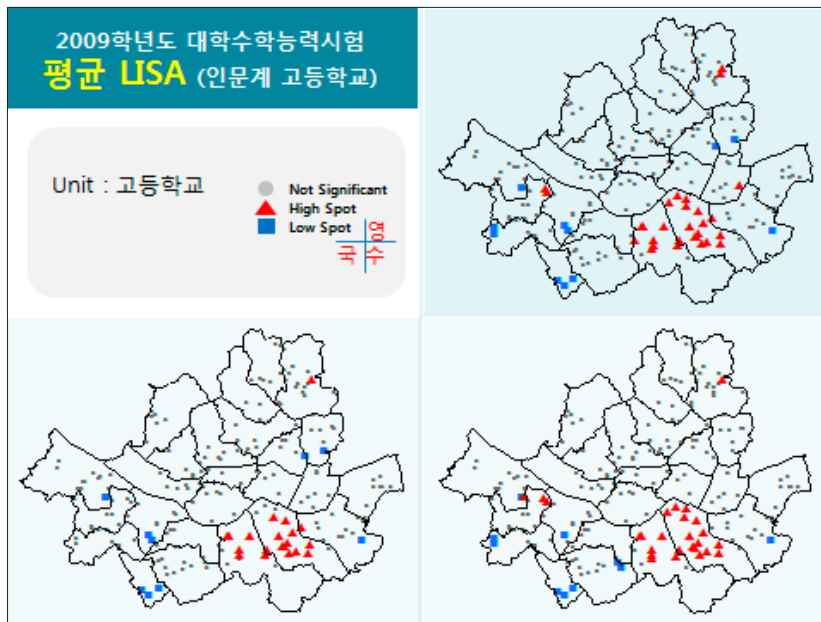 2009학년도 대학수학능력시험
평균 LISA (인문계 고등학교)
Unit : 고등학교
Not Significant
High Spot
Low Spot
영
국 수